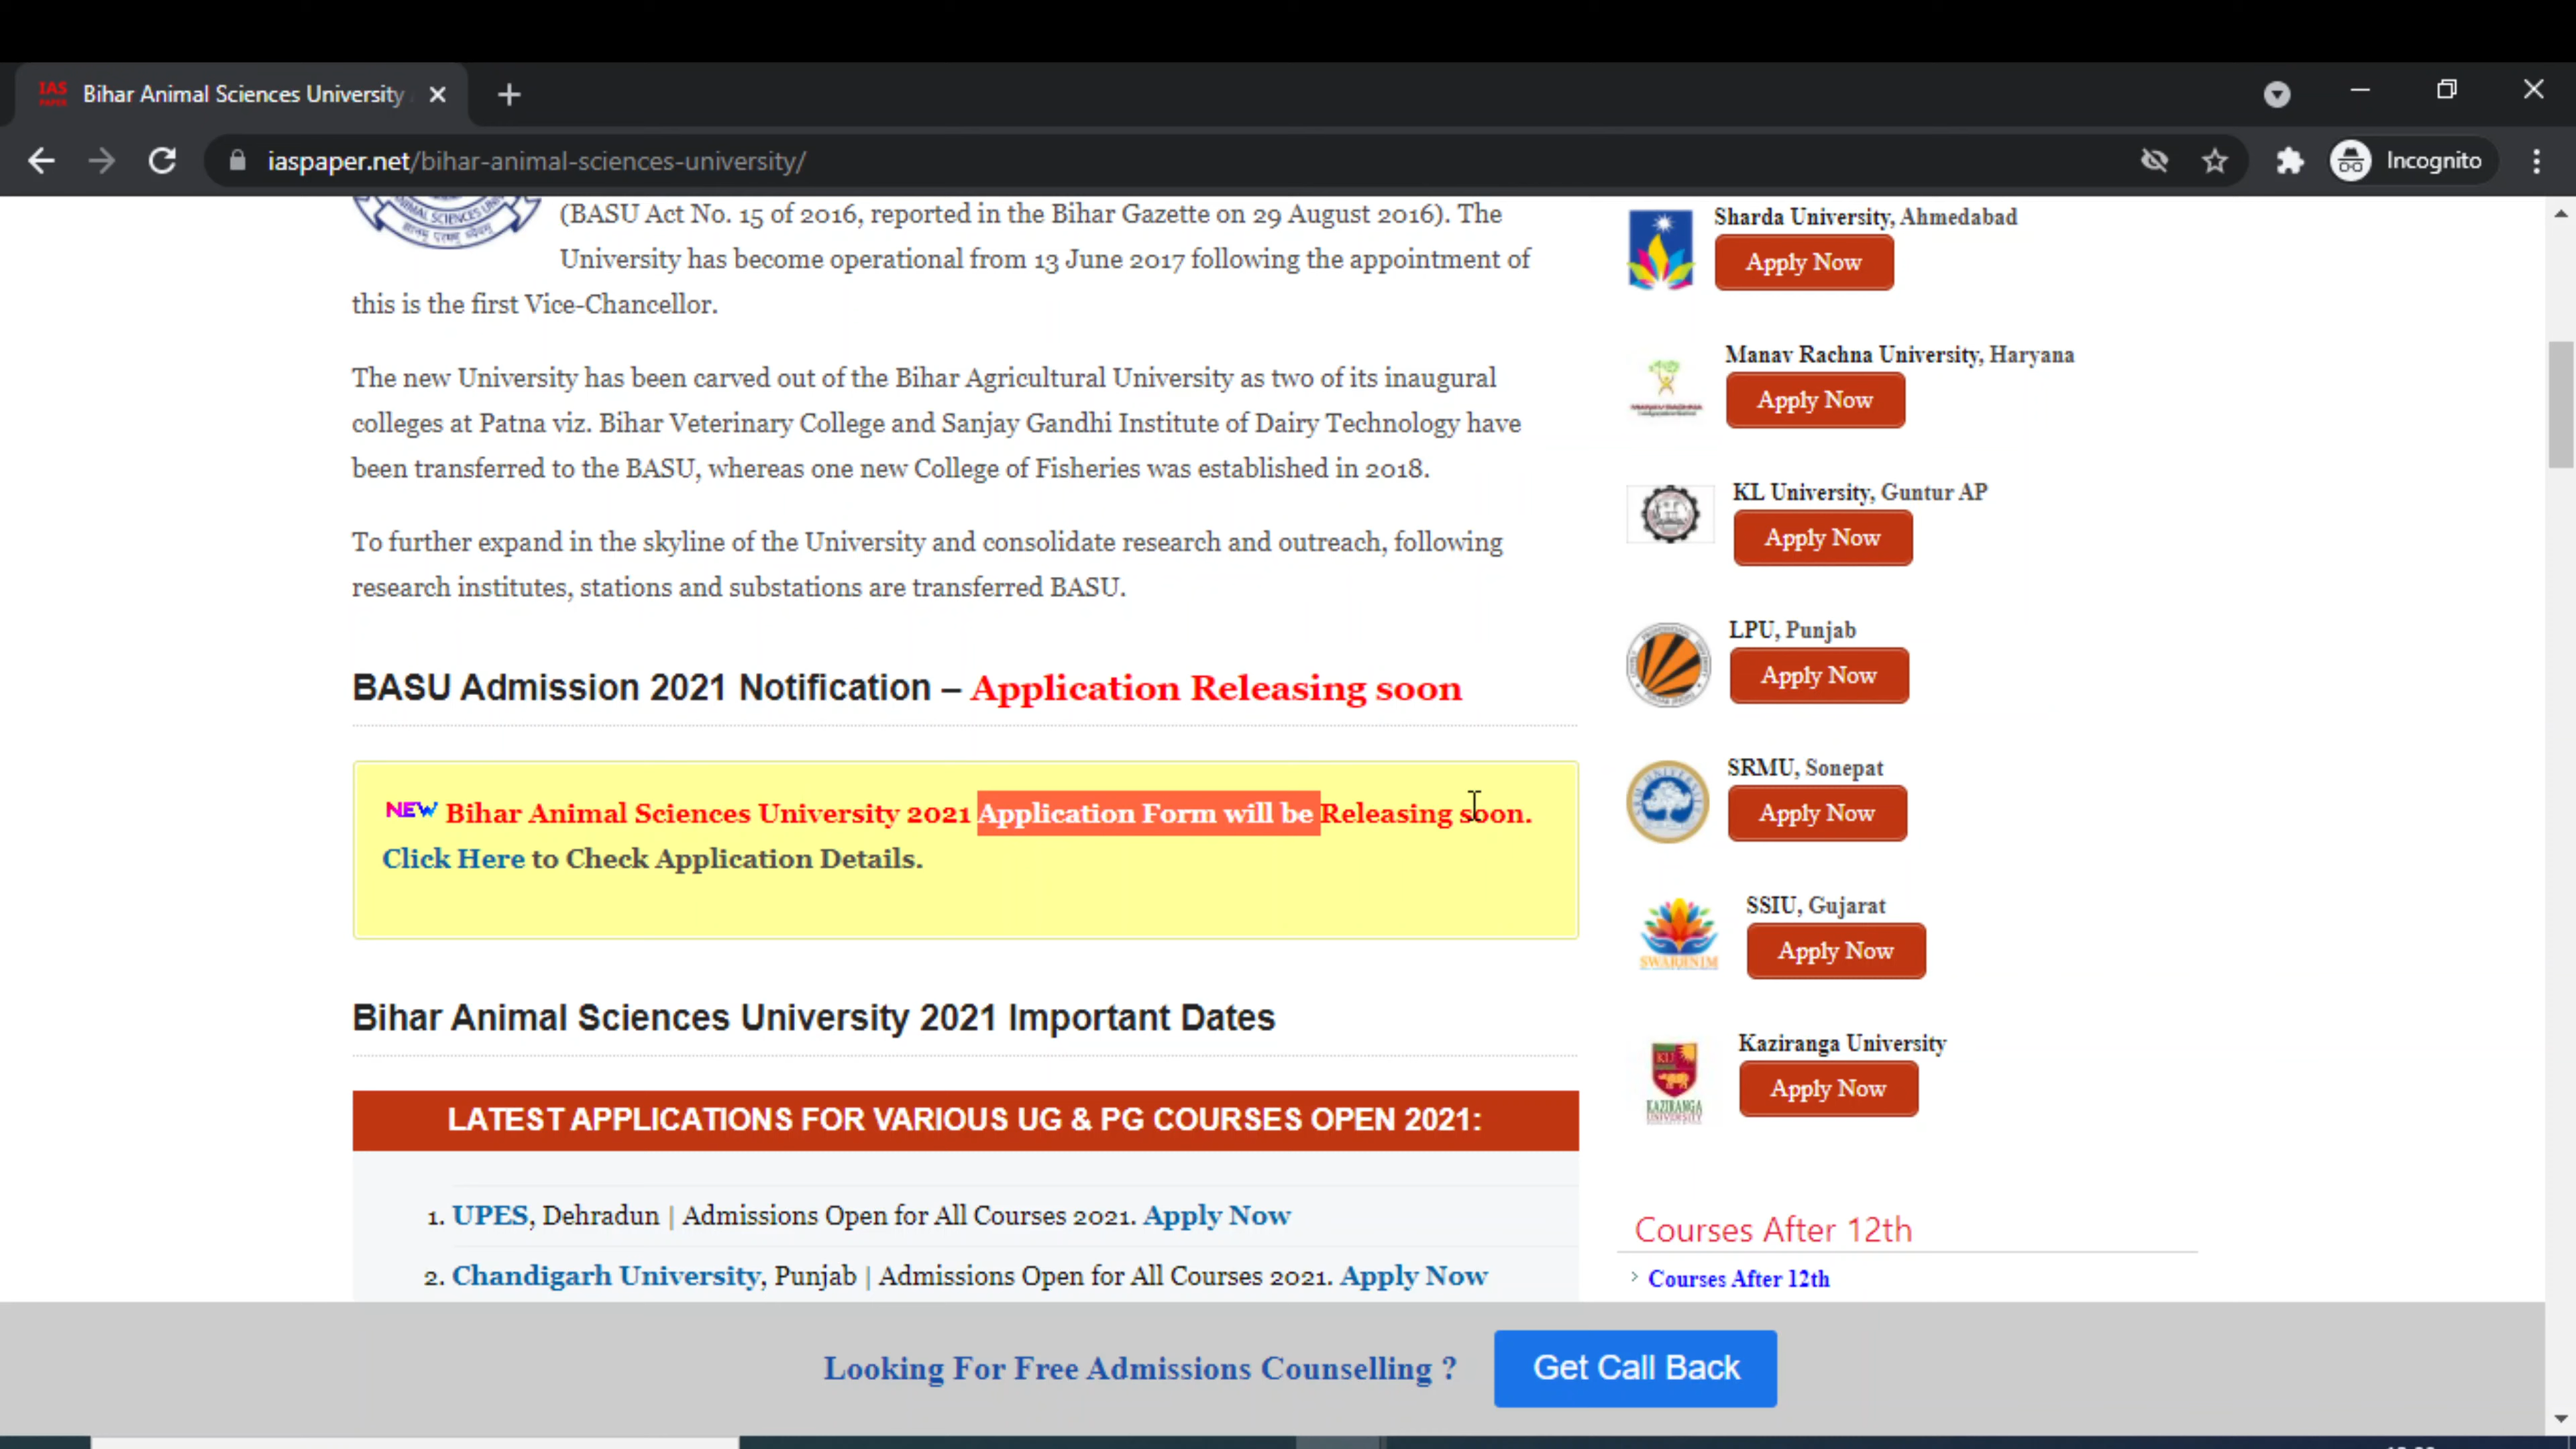 IAS
PAPER
Bihar Animal Sciences University
iaspaper.net/bihar-animal-sciences-university/
Incognito
ANIMAL SCIENCES UNI
(BASU Act No. 15 of 2016, reported in the Bihar Gazette on 29 August 2016). The
University has become operational from 13 June 2017 following the appointment of
this is the first Vice-Chancellor.
The new University has been carved out of the Bihar Agricultural University as two of its inaugural
colleges at Patna viz. Bihar Veterinary College and Sanjay Gandhi Institute of Dairy Technology have
been transferred to the BASU, whereas one new College of Fisheries was established in 2018.
To further expand in the skyline of the University and consolidate research and outreach, following
research institutes, stations and substations are transferred BASU.
BASU Admission 2021 Notification – Application Releasing soon
NEW Bihar Animal Sciences University 2021 Application Form will be Releasing soon.
Click Here to Check Application Details.
Bihar Animal Sciences University 2021 Important Dates
LATEST APPLICATIONS FOR VARIOUS UG & PG COURSES OPEN 2021:
1. UPES, Dehradun | Admissions Open for All Courses 2021. Apply Now
2. Chandigarh University, Punjab | Admissions Open for All Courses 2021. Apply Now
Sharda University, Ahmedabad
Apply Now
Manav Rachna University, Haryana
Apply Now
KL University, Guntur AP
Apply Now
LPU, Punjab
Apply Now
SRMU, Sonepat
Apply Now
SSIU, Gujarat
Apply Now
SWARRNIM
Kaziranga University
Apply Now
KU
KAZIRANGA
UNIVERSITY
Courses After 12th
Courses After 12th
Looking For Free Admissions Counselling ?
Get Call Back